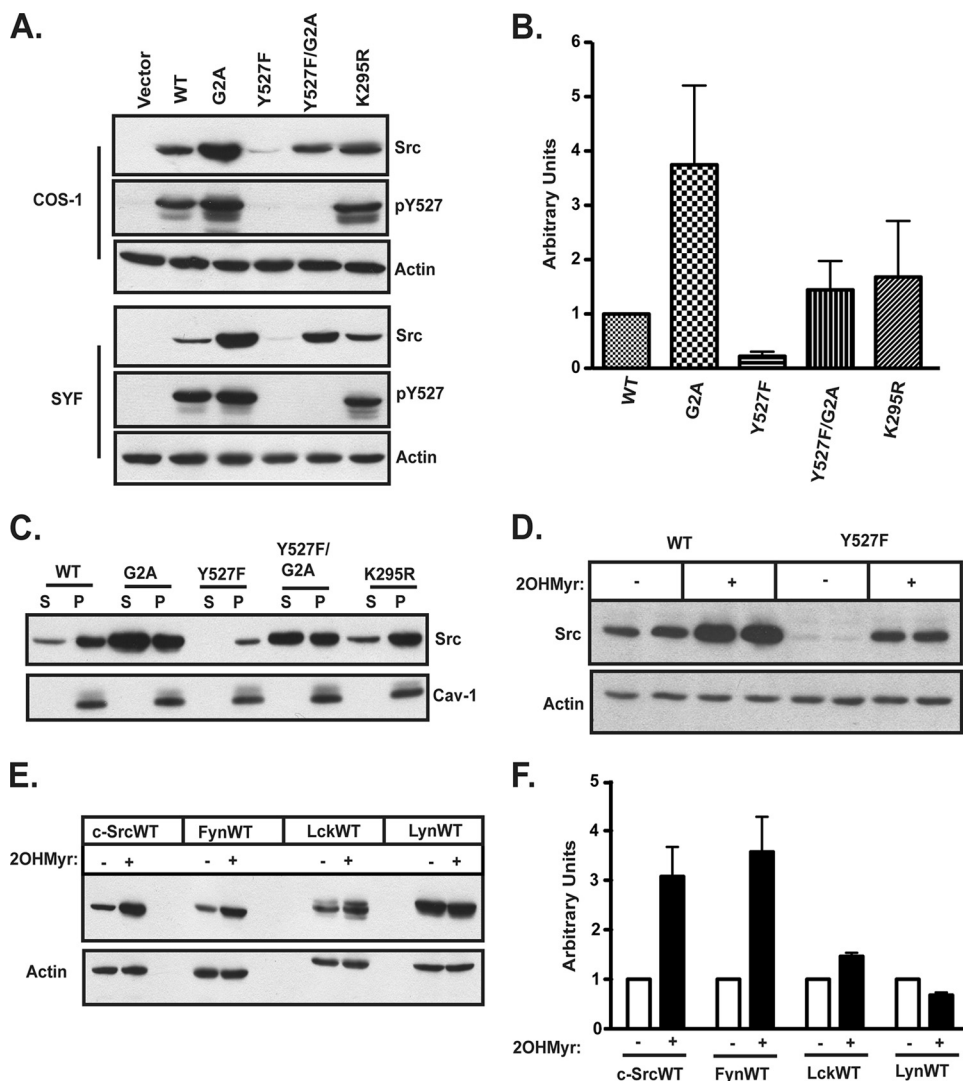 A.
Vector WT G2A Y527F Y527F/G2A K295R
COS-1
Src
pY527
Actin
SYF
Src
pY527
Actin
B.
Arbitrary Units
6
5
4
3
2
1
0
WT G2A Y527F Y527F/G2A K295R
C.
WT G2A Y527F Y527F/
G2A K295R
S P S P S P S P S P
Src
Cav-1
D.
WT Y527F
2OHMyr: - + - +
Src
Actin
E.
c-SrcWT FynWT LckWT LynWT
2OHMyr: - + - + - + - +
Actin
F.
Arbitrary Units
5
4
3
2
1
0
2OHMyr: - + - + - + - +
c-SrcWT FynWT LckWT LynWT